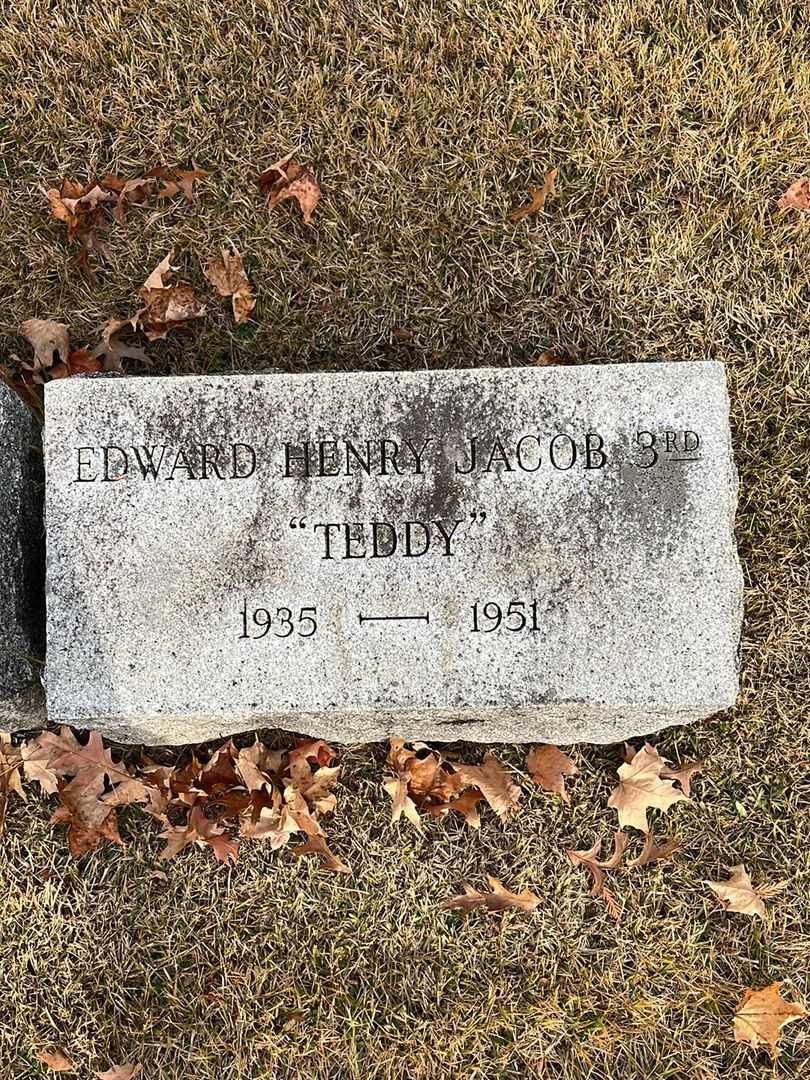 EDWARD HENRY JACOB 3RD
“TEDDY”
1935 — 1951